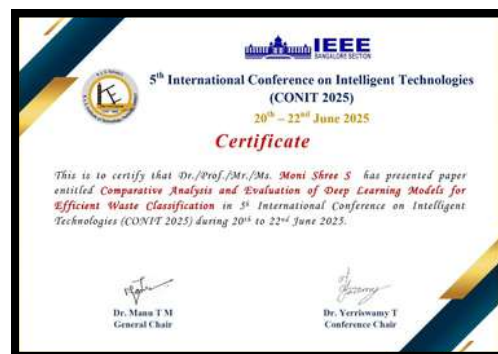 IEEE
BANGALORE SECTION
5th International Conference on Intelligent Technologies
(CONIT 2025)
20th – 22nd June 2025
Certificate
This is to certify that Dr./Prof./Mr./Ms. Moni Shree S has presented paper
entitled Comparative Analysis and Evaluation of Deep Learning Models for
Efficient Waste Classification in 5th International Conference on Intelligent
Technologies (CONIT 2025) during 20th to 22nd June 2025.
Dr. Manu T M
General Chair
Dr. Yerriswamy T
Conference Chair